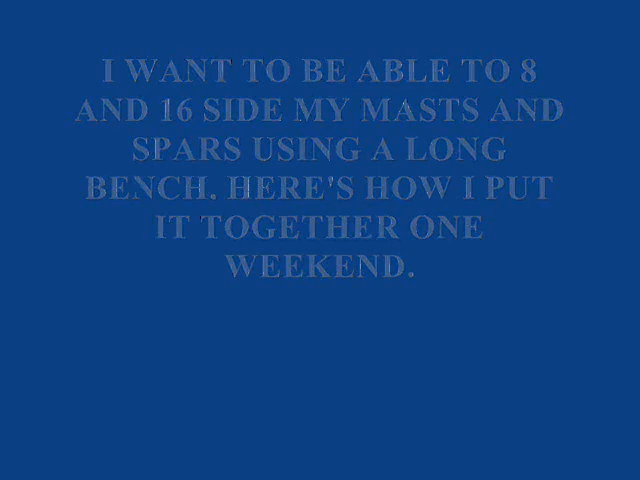 I WANT TO BE ABLE TO 8
AND 16 SIDE MY MASTS AND
SPARS USING A LONG
BENCH. HERE'S HOW I PUT
IT TOGETHER ONE
WEEKEND.